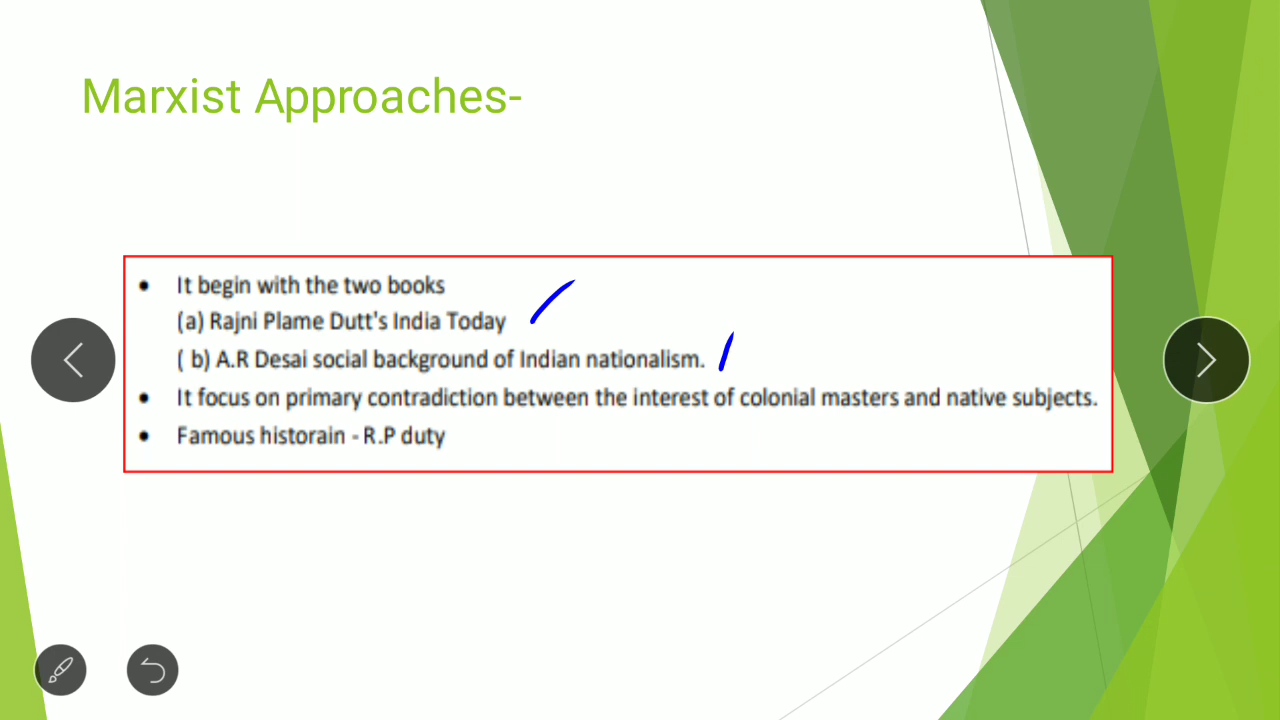 Marxist Approaches-
• It begin with the two books
(a) Rajni Plame Dutt's India Today
( b) A.R Desai social background of Indian nationalism.
• It focus on primary contradiction between the interest of colonial masters and native subjects.
• Famous historain - R.P duty